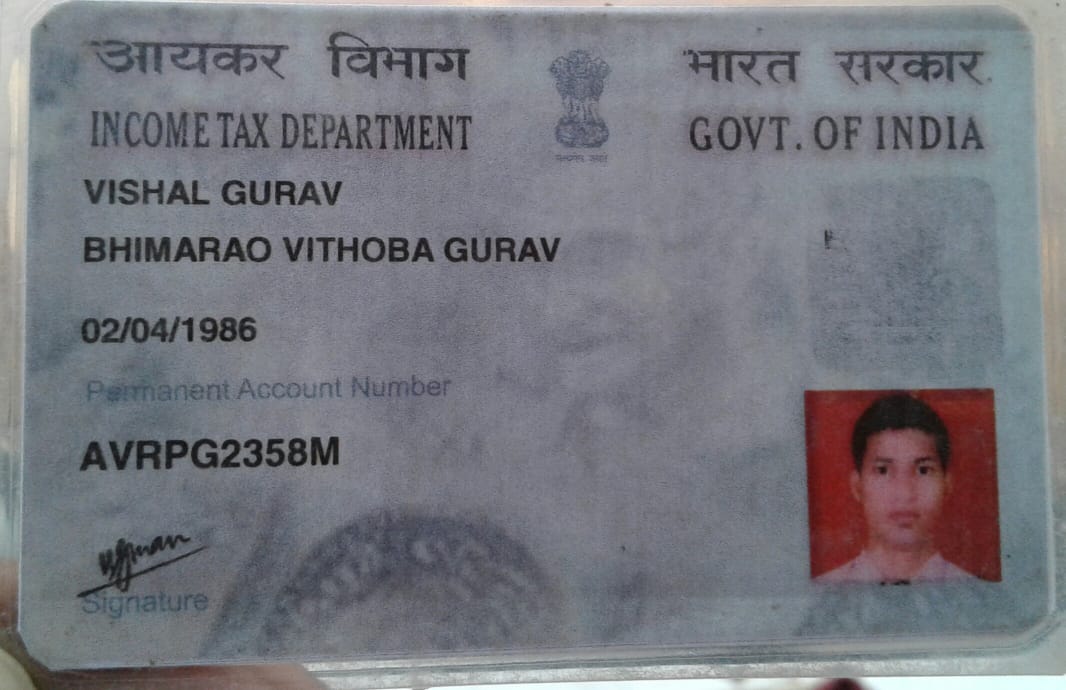 आयकर विभाग
भारत सरकार
INCOME TAX DEPARTMENT
GOVT. OF INDIA
VISHAL GURAV
BHIMARAO VITHOBA GURAV
02/04/1986
Permanent Account Number
AVRPG2358M
Signature